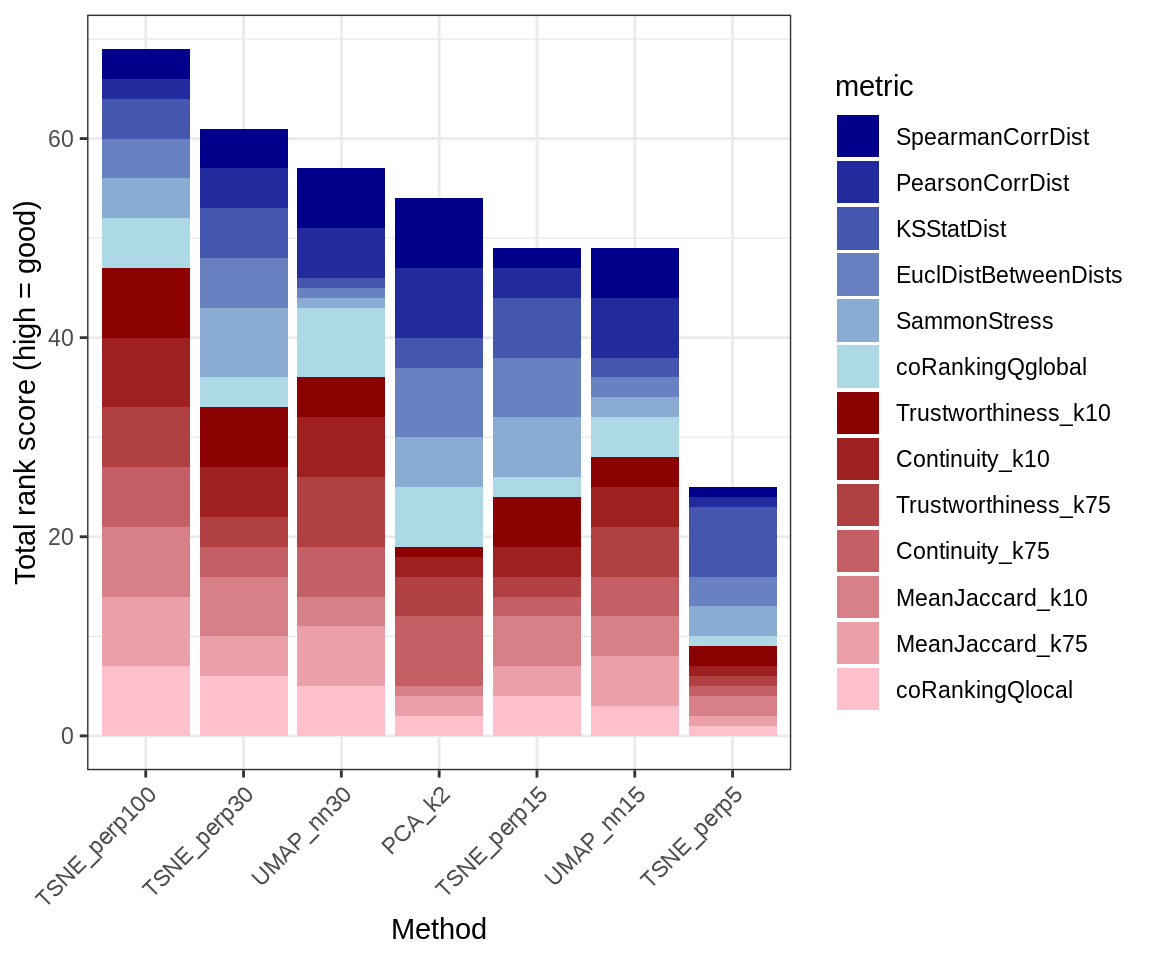 Total rank score (high = good)
60
40
20
0
TSNE_perp100
TSNE_perp30
UMAP_nn30
PCA_k2
TSNE_perp15
UMAP_nn15
TSNE_perp5
Method
metric
SpearmanCorrDist
PearsonCorrDist
KSStatDist
EuclDistBetweenDists
SammonStress
coRankingQglobal
Trustworthiness_k10
Continuity_k10
Trustworthiness_k75
Continuity_k75
MeanJaccard_k10
MeanJaccard_k75
coRankingQlocal